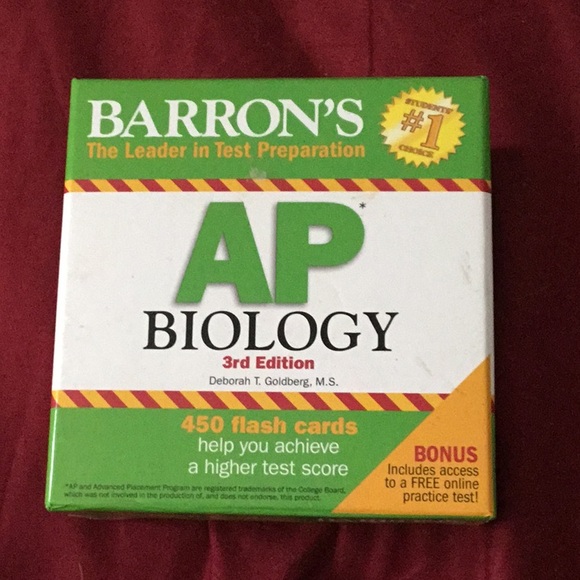 BARRON'S
The Leader in Test Preparation
STUDENTS'
#1
CHOICE
AP*
BIOLOGY
3rd Edition
Deborah T. Goldberg, M.S.
450 flash cards
help you achieve
a higher test score
BONUS
Includes access
to a FREE online
practice test!
*AP and Advanced Placement Program are registered trademarks of the College Board,
which was not involved in the production of, and does not endorse, this product.